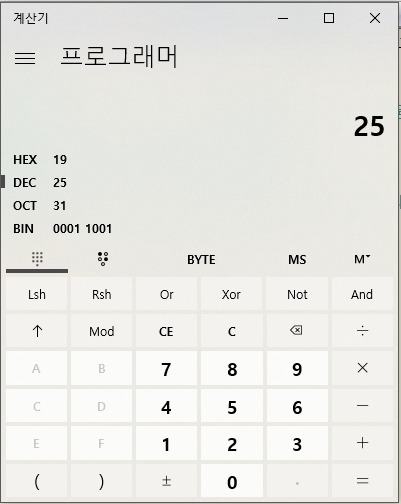 계산기
프로그래머
25
HEX 19
DEC 25
OCT 31
BIN 0001 1001
BYTE MS M
Lsh Rsh Or Xor Not And
↑ Mod CE C ⌫ ÷
A B 7 8 9 ×
C D 4 5 6 −
E F 1 2 3 +
( ) ± 0 . =